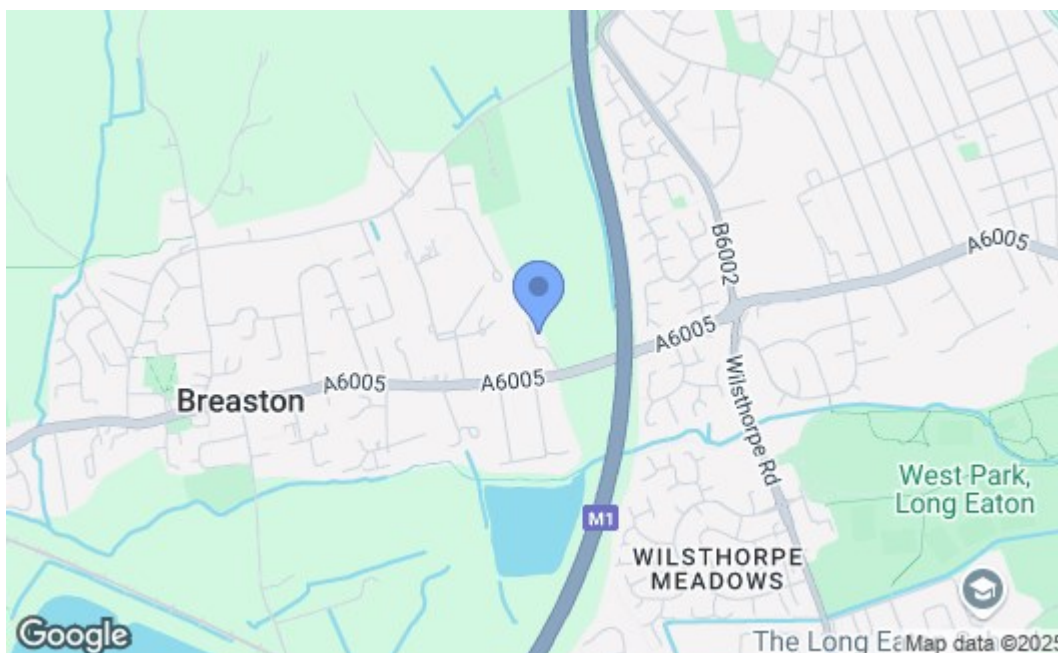 B6002
A6005
A6005
A6005
A6005
Breaston
Wilsthorpe Rd
West Park,
Long Eaton
M1
WILSTHORPE
MEADOWS
Google
The Long Ea
Map data ©2025